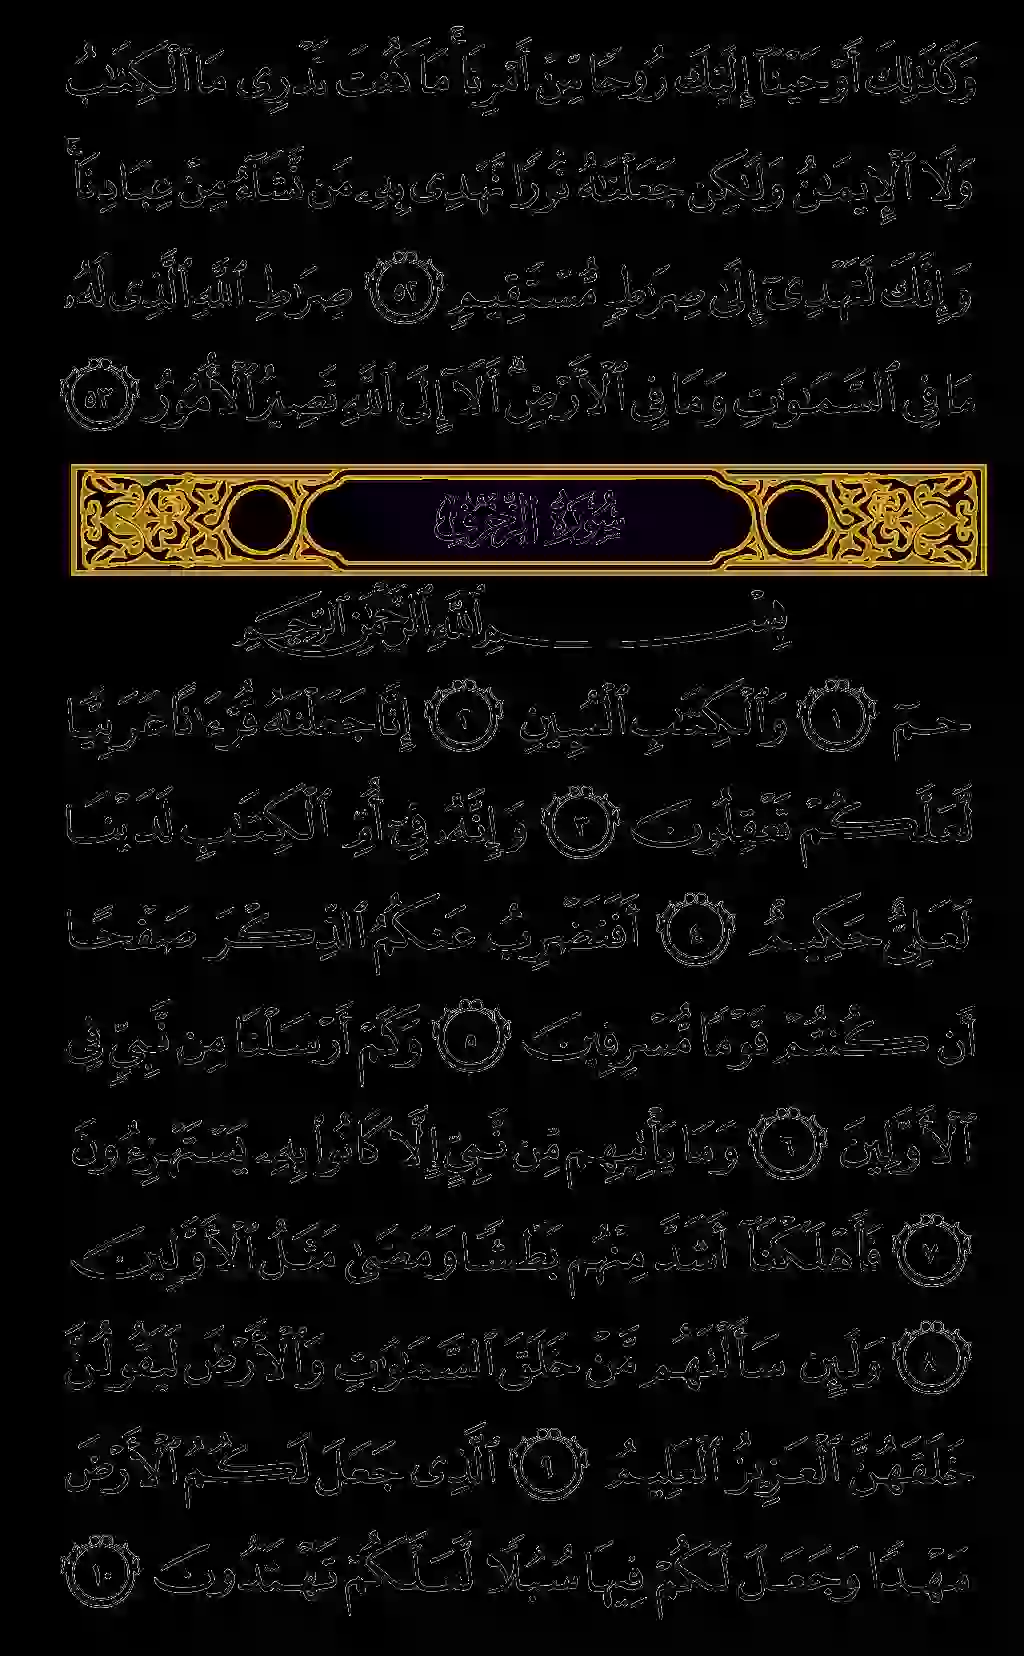 وَكَذَٰلِكَ أَوْحَيْنَآ إِلَيْكَ رُوحًا مِّنْ أَمْرِنَا ۚ مَا كُنتَ تَدْرِى مَا ٱلْكِتَٰبُ
وَلَا ٱلْإِيمَٰنُ وَلَٰكِن جَعَلْنَٰهُ نُورًا نَّهْدِى بِهِۦ مَن نَّشَآءُ مِنْ عِبَادِنَا ۚ
وَإِنَّكَ لَتَهْدِىٓ إِلَىٰ صِرَٰطٍ مُّسْتَقِيمٍ ٥٢ صِرَٰطِ ٱللَّهِ ٱلَّذِى لَهُۥ
مَا فِى ٱلسَّمَٰوَٰتِ وَمَا فِى ٱلْأَرْضِ ۗ أَلَآ إِلَى ٱللَّهِ تَصِيرُ ٱلْأُمُورُ ٥٣
سُورَةُ الزُّخْرُفِ
بِسْمِ ٱللَّهِ ٱلرَّحْمَٰنِ ٱلرَّحِيمِ
حمٓ ١ وَٱلْكِتَٰبِ ٱلْمُبِينِ ٢ إِنَّا جَعَلْنَٰهُ قُرْءَٰنًا عَرَبِيًّا
لَّعَلَّكُمْ تَعْقِلُونَ ٣ وَإِنَّهُۥ فِىٓ أُمِّ ٱلْكِتَٰبِ لَدَيْنَا
لَعَلِىٌّ حَكِيمٌ ٤ أَفَنَضْرِبُ عَنكُمُ ٱلذِّكْرَ صَفْحًا
أَن كُنتُمْ قَوْمًا مُّسْرِفِينَ ٥ وَكَمْ أَرْسَلْنَا مِن نَّبِىٍّ فِى
ٱلْأَوَّلِينَ ٦ وَمَا يَأْتِيهِم مِّن نَّبِىٍّ إِلَّا كَانُوا۟ بِهِۦ يَسْتَهْزِءُونَ
٧ فَأَهْلَكْنَآ أَشَدَّ مِنْهُم بَطْشًا وَمَضَىٰ مَثَلُ ٱلْأَوَّلِينَ
٨ وَلَئِن سَأَلْتَهُم مَّنْ خَلَقَ ٱلسَّمَٰوَٰتِ وَٱلْأَرْضَ لَيَقُولُنَّ
خَلَقَهُنَّ ٱلْعَزِيزُ ٱلْعَلِيمُ ٩ ٱلَّذِى جَعَلَ لَكُمُ ٱلْأَرْضَ
مَهْدًا وَجَعَلَ لَكُمْ فِيهَا سُبُلًا لَّعَلَّكُمْ تَهْتَدُونَ ١٠